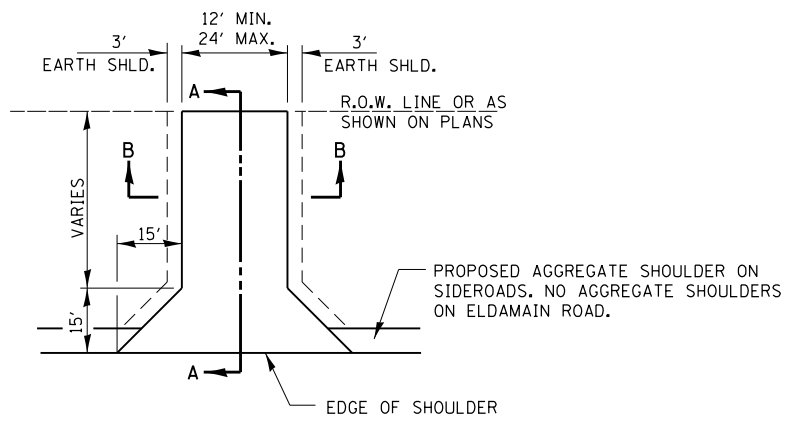 12' MIN.
24' MAX.
3'
EARTH SHLD.
3'
EARTH SHLD.
A
R.O.W. LINE OR AS
SHOWN ON PLANS
B
B
VARIES
15'
15'
PROPOSED AGGREGATE SHOULDER ON
SIDEROADS. NO AGGREGATE SHOULDERS
ON ELDAMAIN ROAD.
A
EDGE OF SHOULDER